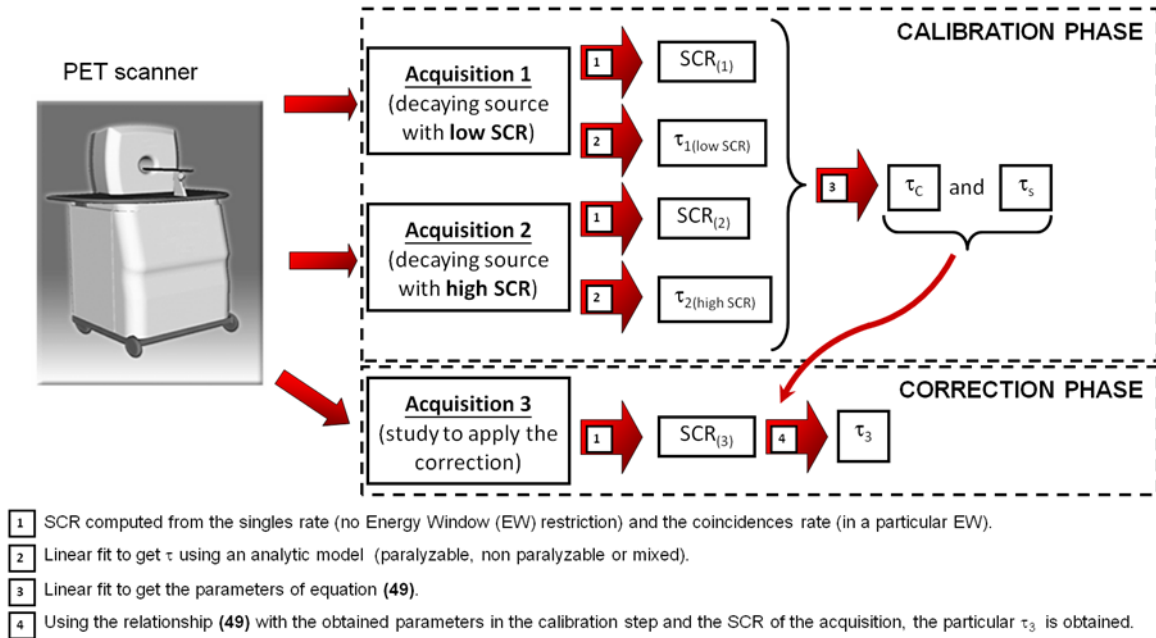 PET scanner
CALIBRATION PHASE
Acquisition 1
(decaying source
with low SCR)
1
SCR(1)
2
τ1(low SCR)
Acquisition 2
(decaying source
with high SCR)
1
SCR(2)
2
τ2(high SCR)
3
τC and τs
CORRECTION PHASE
Acquisition 3
(study to apply the
correction)
1
SCR(3)
4
τ3
1 SCR computed from the singles rate (no Energy Window (EW) restriction) and the coincidences rate (in a particular EW).
2 Linear fit to get τ using an analytic model (paralyzable, non paralyzable or mixed).
3 Linear fit to get the parameters of equation (49).
4 Using the relationship (49) with the obtained parameters in the calibration step and the SCR of the acquisition, the particular τ3 is obtained.